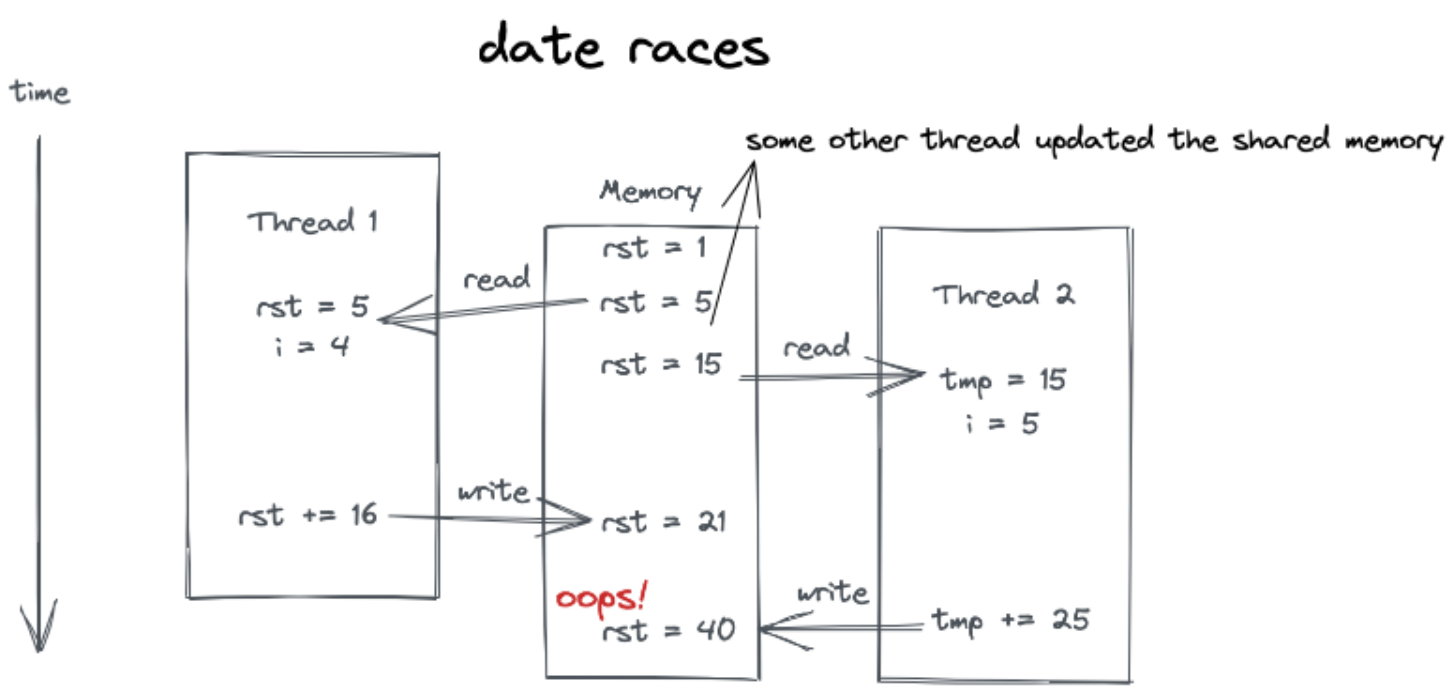 date races
time
some other thread updated the shared memory
Thread 1
rst = 5
i = 4
rst += 16
read
write
Memory
rst = 1
rst = 5
rst = 15
rst = 21
oops!
rst = 40
read
write
Thread 2
tmp = 15
i = 5
tmp += 25